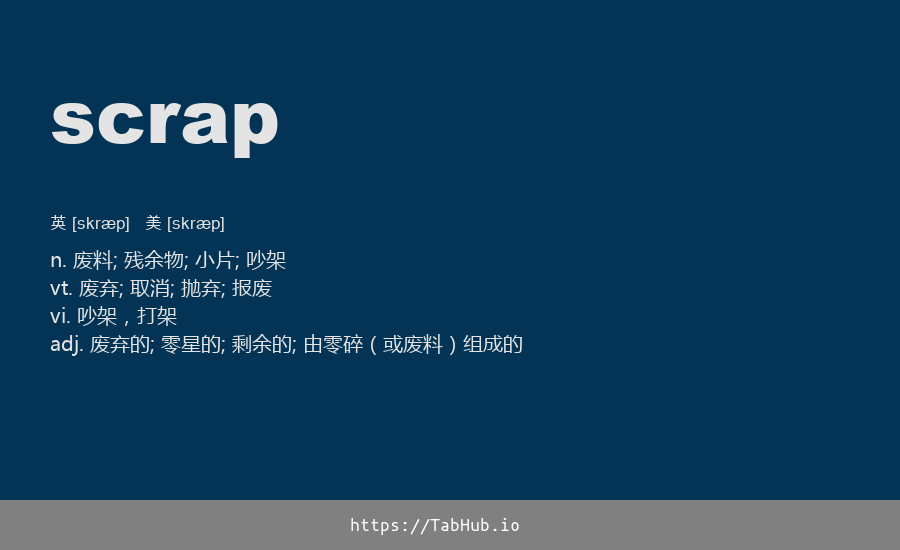 scrap
英 [skræp] 美 [skræp]
n. 废料; 残余物; 小片; 吵架
vt. 废弃; 取消; 抛弃; 报废
vi. 吵架，打架
adj. 废弃的; 零星的; 剩余的; 由零碎（或废料）组成的
https://TabHub.io